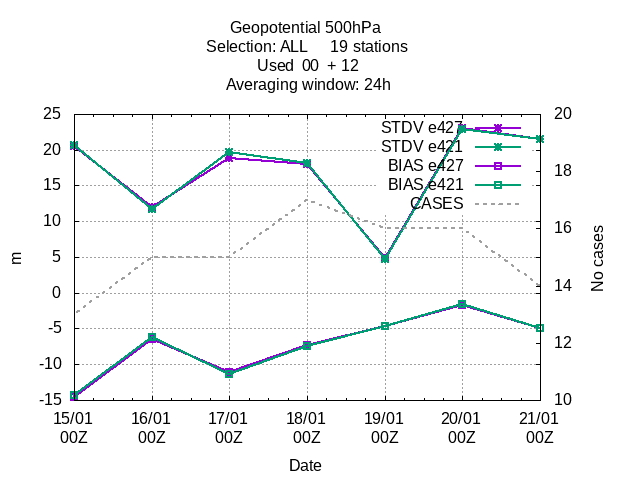 Geopotential 500hPa
Selection: ALL     19 stations
Used  00  + 12
Averaging window: 24h
25
20
15
10
5
0
-5
-10
-15
m
20
18
16
14
12
10
No cases
STDV e427
STDV e421
BIAS e427
BIAS e421
CASES
15/01 16/01 17/01 18/01 19/01 20/01 21/01
00Z 00Z 00Z 00Z 00Z 00Z 00Z
Date